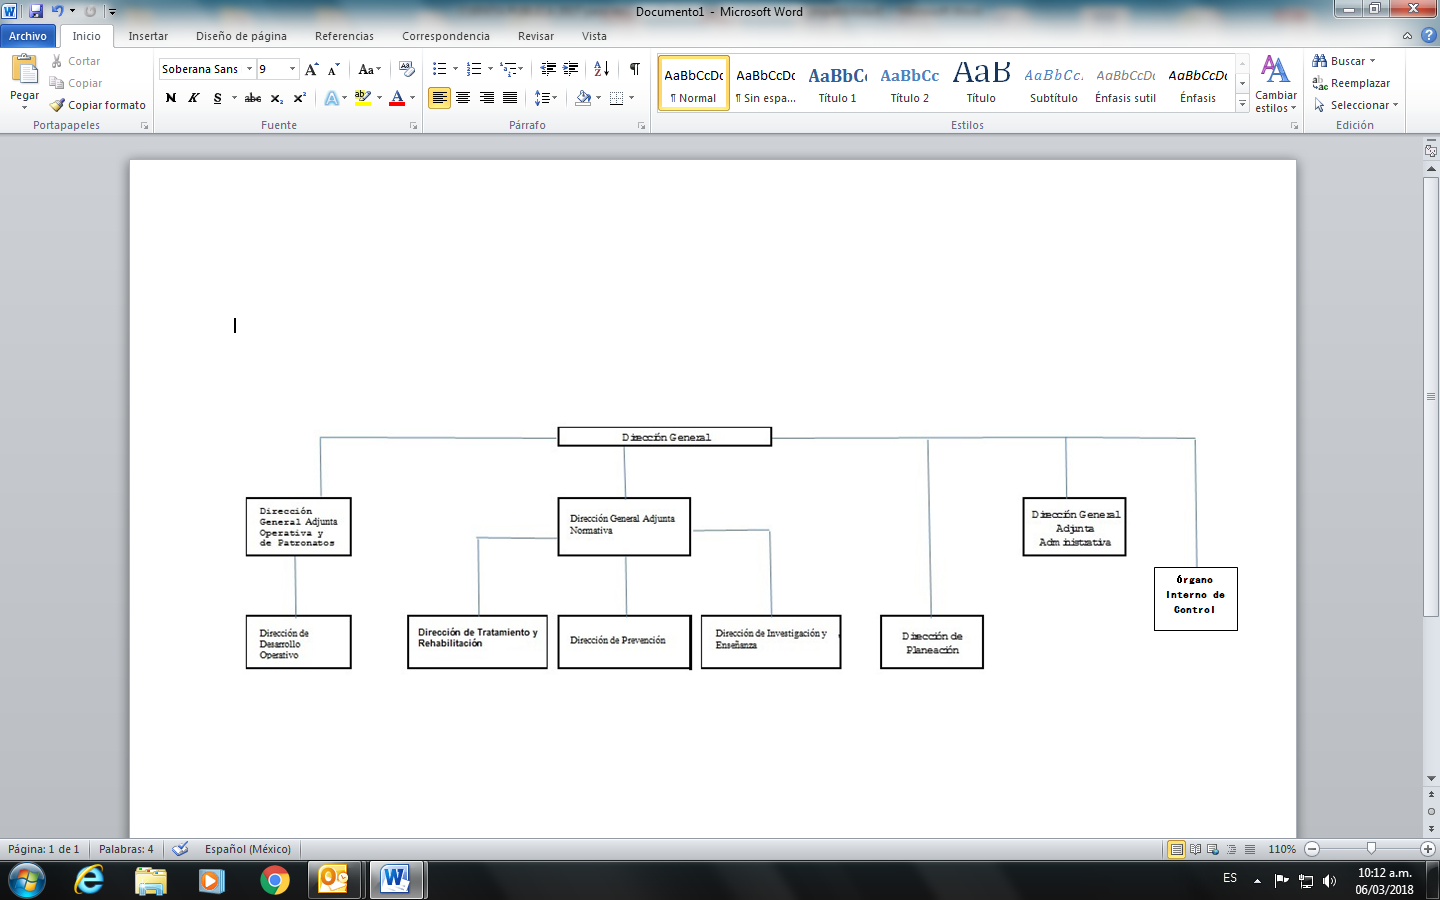 Documento1 - Microsoft Word
Archivo
Inicio
Insertar
Diseño de página
Referencias
Correspondencia
Revisar
Vista
Pegar
Cortar
Copiar
Copiar formato
Portapapeles
Soberana Sans
9
Aa
N K S abc x₂ x²
Fuente
Párrafo
AaBbCcDc
¶ Normal
AaBbCcDc
¶ Sin espa...
AaBbCc
Título 1
AaBbCc
Título 2
AaB
Título
AaBbCc.
Subtítulo
AaBbCcDc
Énfasis sutil
AaBbCcDc
Énfasis
Cambiar
estilos
Estilos
Buscar
Reemplazar
Seleccionar
Edición
Dirección General
Dirección
General Adjunta
Operativa y
de Patronatos
Dirección General Adjunta
Normativa
Dirección General
Adjunta
Administrativa
Órgano
Interno de
Control
Dirección de
Desarrollo
Operativo
Dirección de Tratamiento y
Rehabilitación
Dirección de Prevención
Dirección de Investigación y
Enseñanza
Dirección de
Planeación
Página: 1 de 1
Palabras: 4
Español (México)
110%
ES
10:12 a.m.
06/03/2018